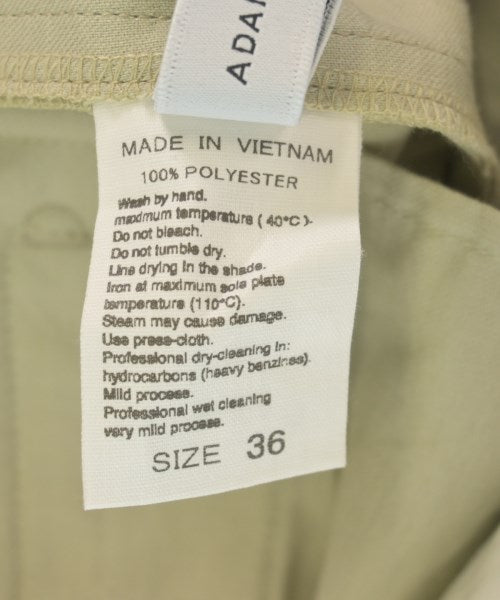 ADA
MADE IN VIETNAM
100% POLYESTER
Wash by hand.
maximum temperature ( 40°C ).
Do not bleach.
Do not tumble dry.
Line drying in the shade.
Iron at maximum sole plate
temperature (110°C).
Steam may cause damage.
Use press-cloth.
Professional dry-cleaning in:
hydrocarbons (heavy benzines).
Mild process.
Professional wet cleaning
very mild process.
SIZE 36